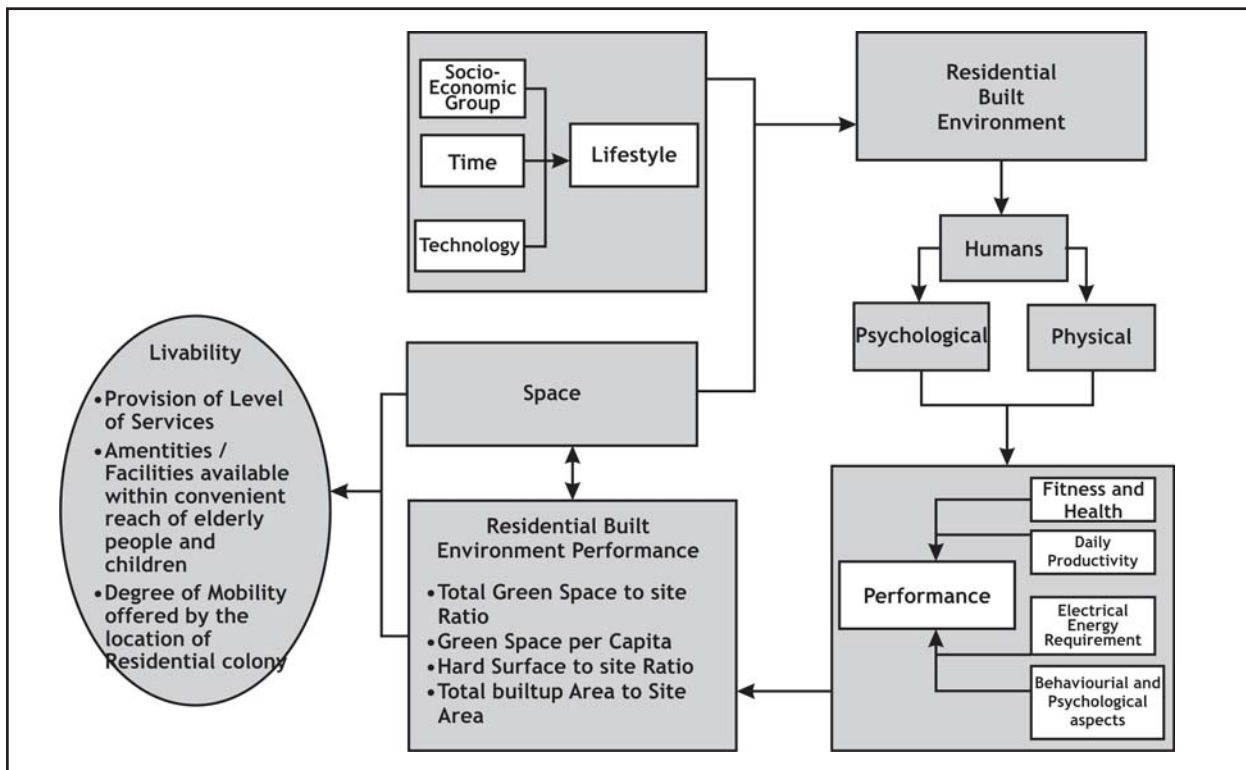 Socio-
Economic
Group
Time
Technology
Lifestyle
Residential
Built
Environment
Humans
Psychological
Physical
Livability
•Provision of Level
of Services
•Amentities /
Facilities available
within convenient
reach of elderly
people and
children
•Degree of Mobility
offered by the
location of
Residential colony
Space
Residential Built
Environment Performance
•Total Green Space to site
Ratio
•Green Space per Capita
•Hard Surface to site Ratio
•Total builtup Area to Site
Area
Performance
Fitness and
Health
Daily
Productivity
Electrical
Energy
Requirement
Behaviourial and
Psychological
aspects